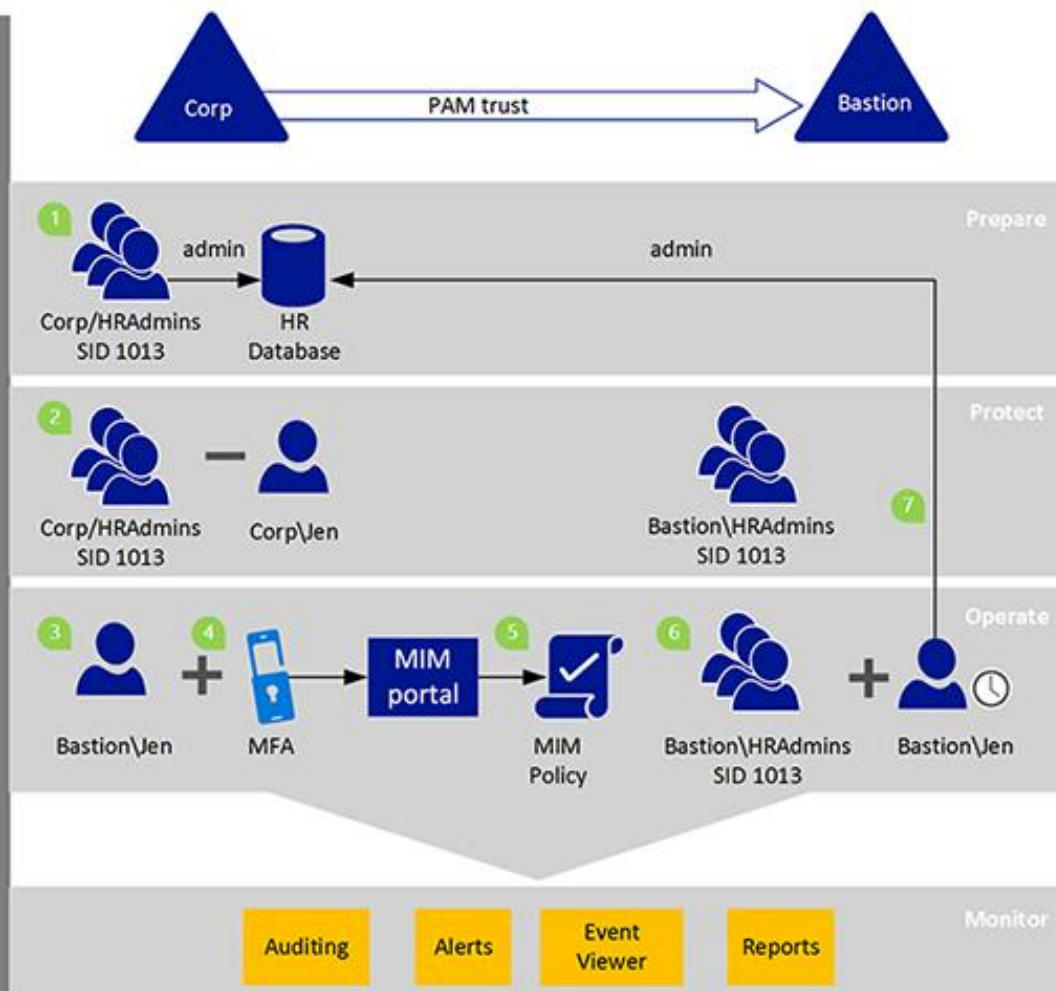 Corp
PAM trust
Bastion
Prepare
1
admin
admin
Corp/HRAdmins
SID 1013
HR
Database
Protect
2
Corp/HRAdmins
SID 1013
Corp\Jen
Bastion\HRAdmins
SID 1013
7
Operate
3
4
5
6
MIM
portal
Bastion\Jen
MFA
MIM
Policy
Bastion\HRAdmins
SID 1013
Bastion\Jen
Monitor
Auditing
Alerts
Event
Viewer
Reports